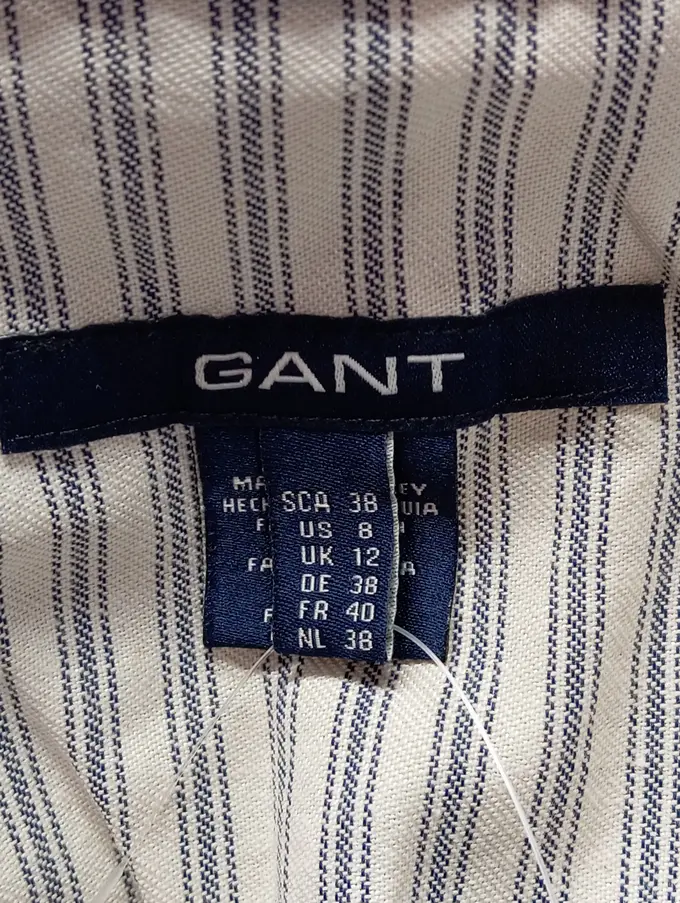 GANT
SCA 38
US 8
UK 12
DE 38
FR 40
NL 38